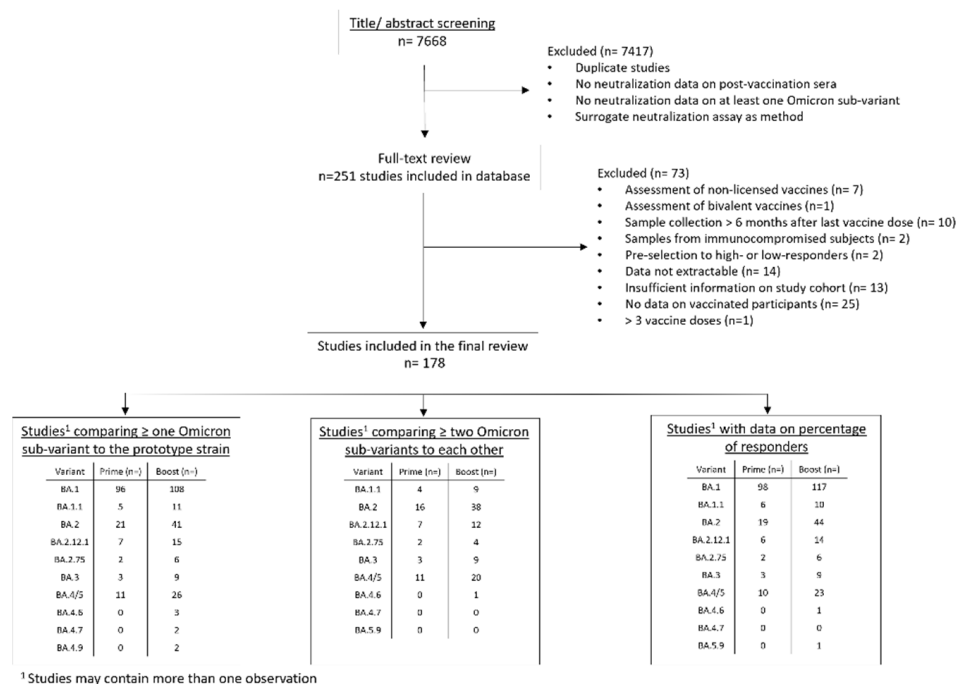 Title/ abstract screening
n= 7668
Excluded (n= 7417)
• Duplicate studies
• No neutralization data on post-vaccination sera
• No neutralization data on at least one Omicron sub-variant
• Surrogate neutralization assay as method
Full-text review
n=251 studies included in database
Excluded (n= 73)
• Assessment of non-licensed vaccines (n= 7)
• Assessment of bivalent vaccines (n=1)
• Sample collection > 6 months after last vaccine dose (n= 10)
• Samples from immunocompromised subjects (n= 2)
• Pre-selection to high- or low-responders (n= 2)
• Data not extractable (n= 14)
• Insufficient information on study cohort (n= 13)
• No data on vaccinated participants (n= 25)
• > 3 vaccine doses (n=1)
Studies included in the final review
n= 178
Studies¹ comparing ≥ one Omicron
sub-variant to the prototype strain
Variant Prime (n=) Boost (n=)
BA.1 96 108
BA.1.1 5 11
BA.2 21 41
BA.2.12.1 7 15
BA.2.75 2 6
BA.3 3 9
BA.4/5 11 26
BA.4.6 0 3
BA.4.7 0 2
BA.4.9 0 2
Studies¹ comparing ≥ two Omicron
sub-variants to each other
Variant Prime (n=) Boost (n=)
BA.1.1 4 9
BA.2 16 38
BA.2.12.1 7 12
BA.2.75 2 4
BA.3 3 9
BA.4/5 11 20
BA.4.6 0 1
BA.4.7 0 0
BA.5.9 0 0
Studies¹ with data on percentage
of responders
Variant Prime (n=) Boost (n=)
BA.1 98 117
BA.1.1 6 10
BA.2 19 44
BA.2.12.1 6 14
BA.2.75 2 6
BA.3 3 9
BA.4/5 10 23
BA.4.6 0 1
BA.4.7 0 0
BA.5.9 0 1
¹ Studies may contain more than one observation